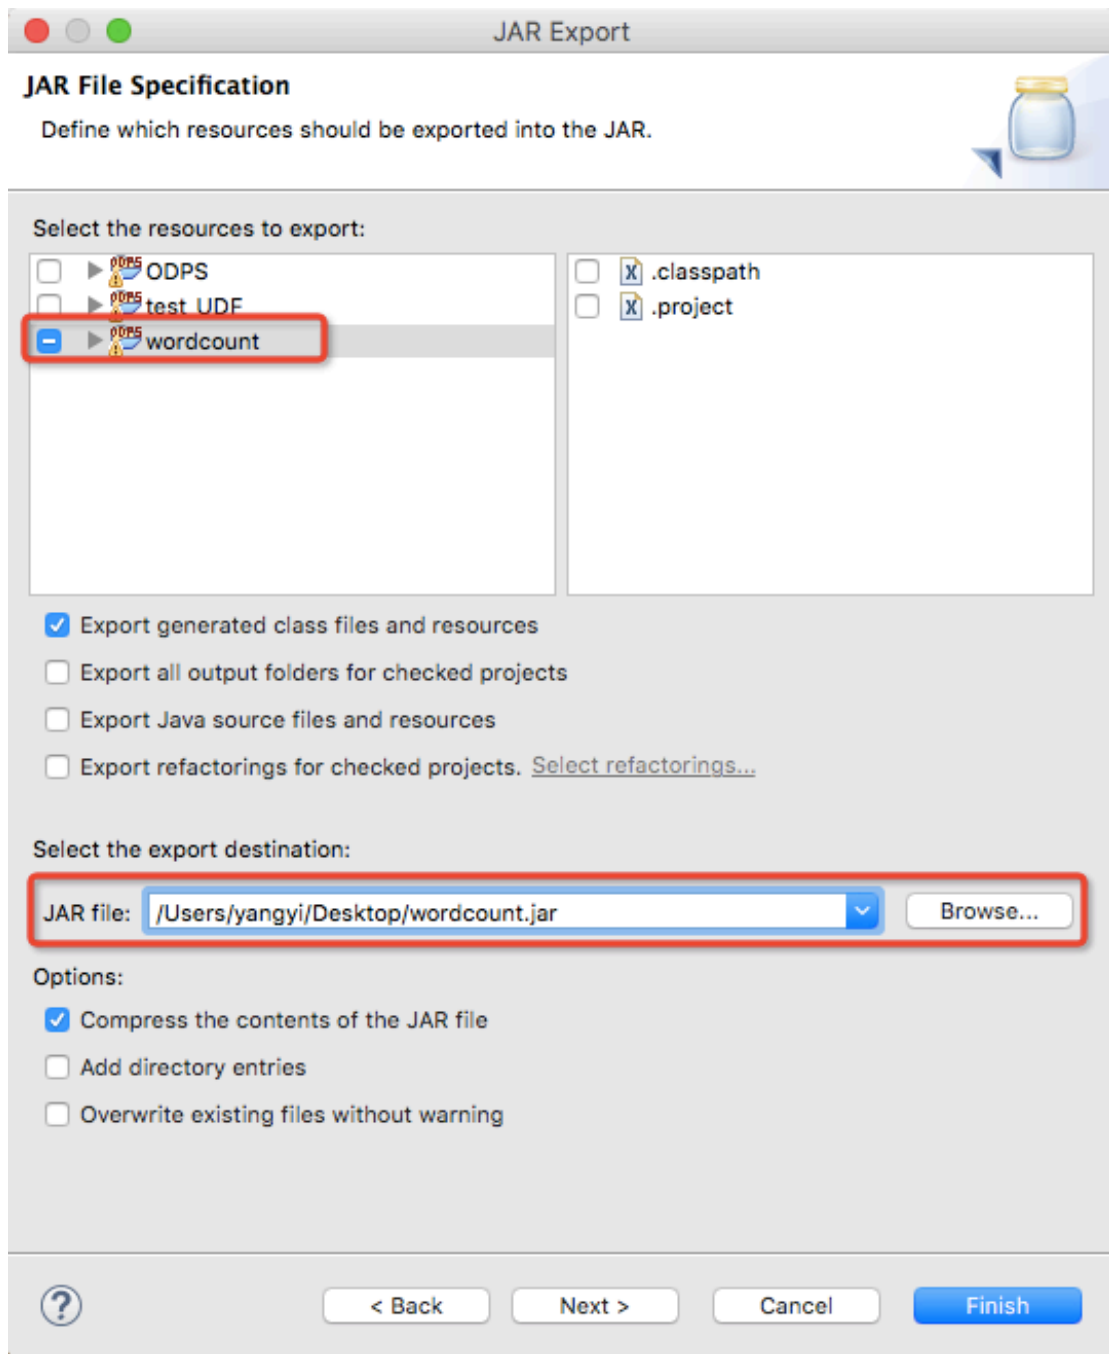 JAR Export
JAR File Specification
Define which resources should be exported into the JAR.
Select the resources to export:
ODPS
test_UDF
wordcount
.classpath
.project
Export generated class files and resources
Export all output folders for checked projects
Export Java source files and resources
Export refactorings for checked projects. Select refactorings...
Select the export destination:
JAR file: /Users/yangyi/Desktop/wordcount.jar Browse...
Options:
Compress the contents of the JAR file
Add directory entries
Overwrite existing files without warning
? < Back Next > Cancel Finish